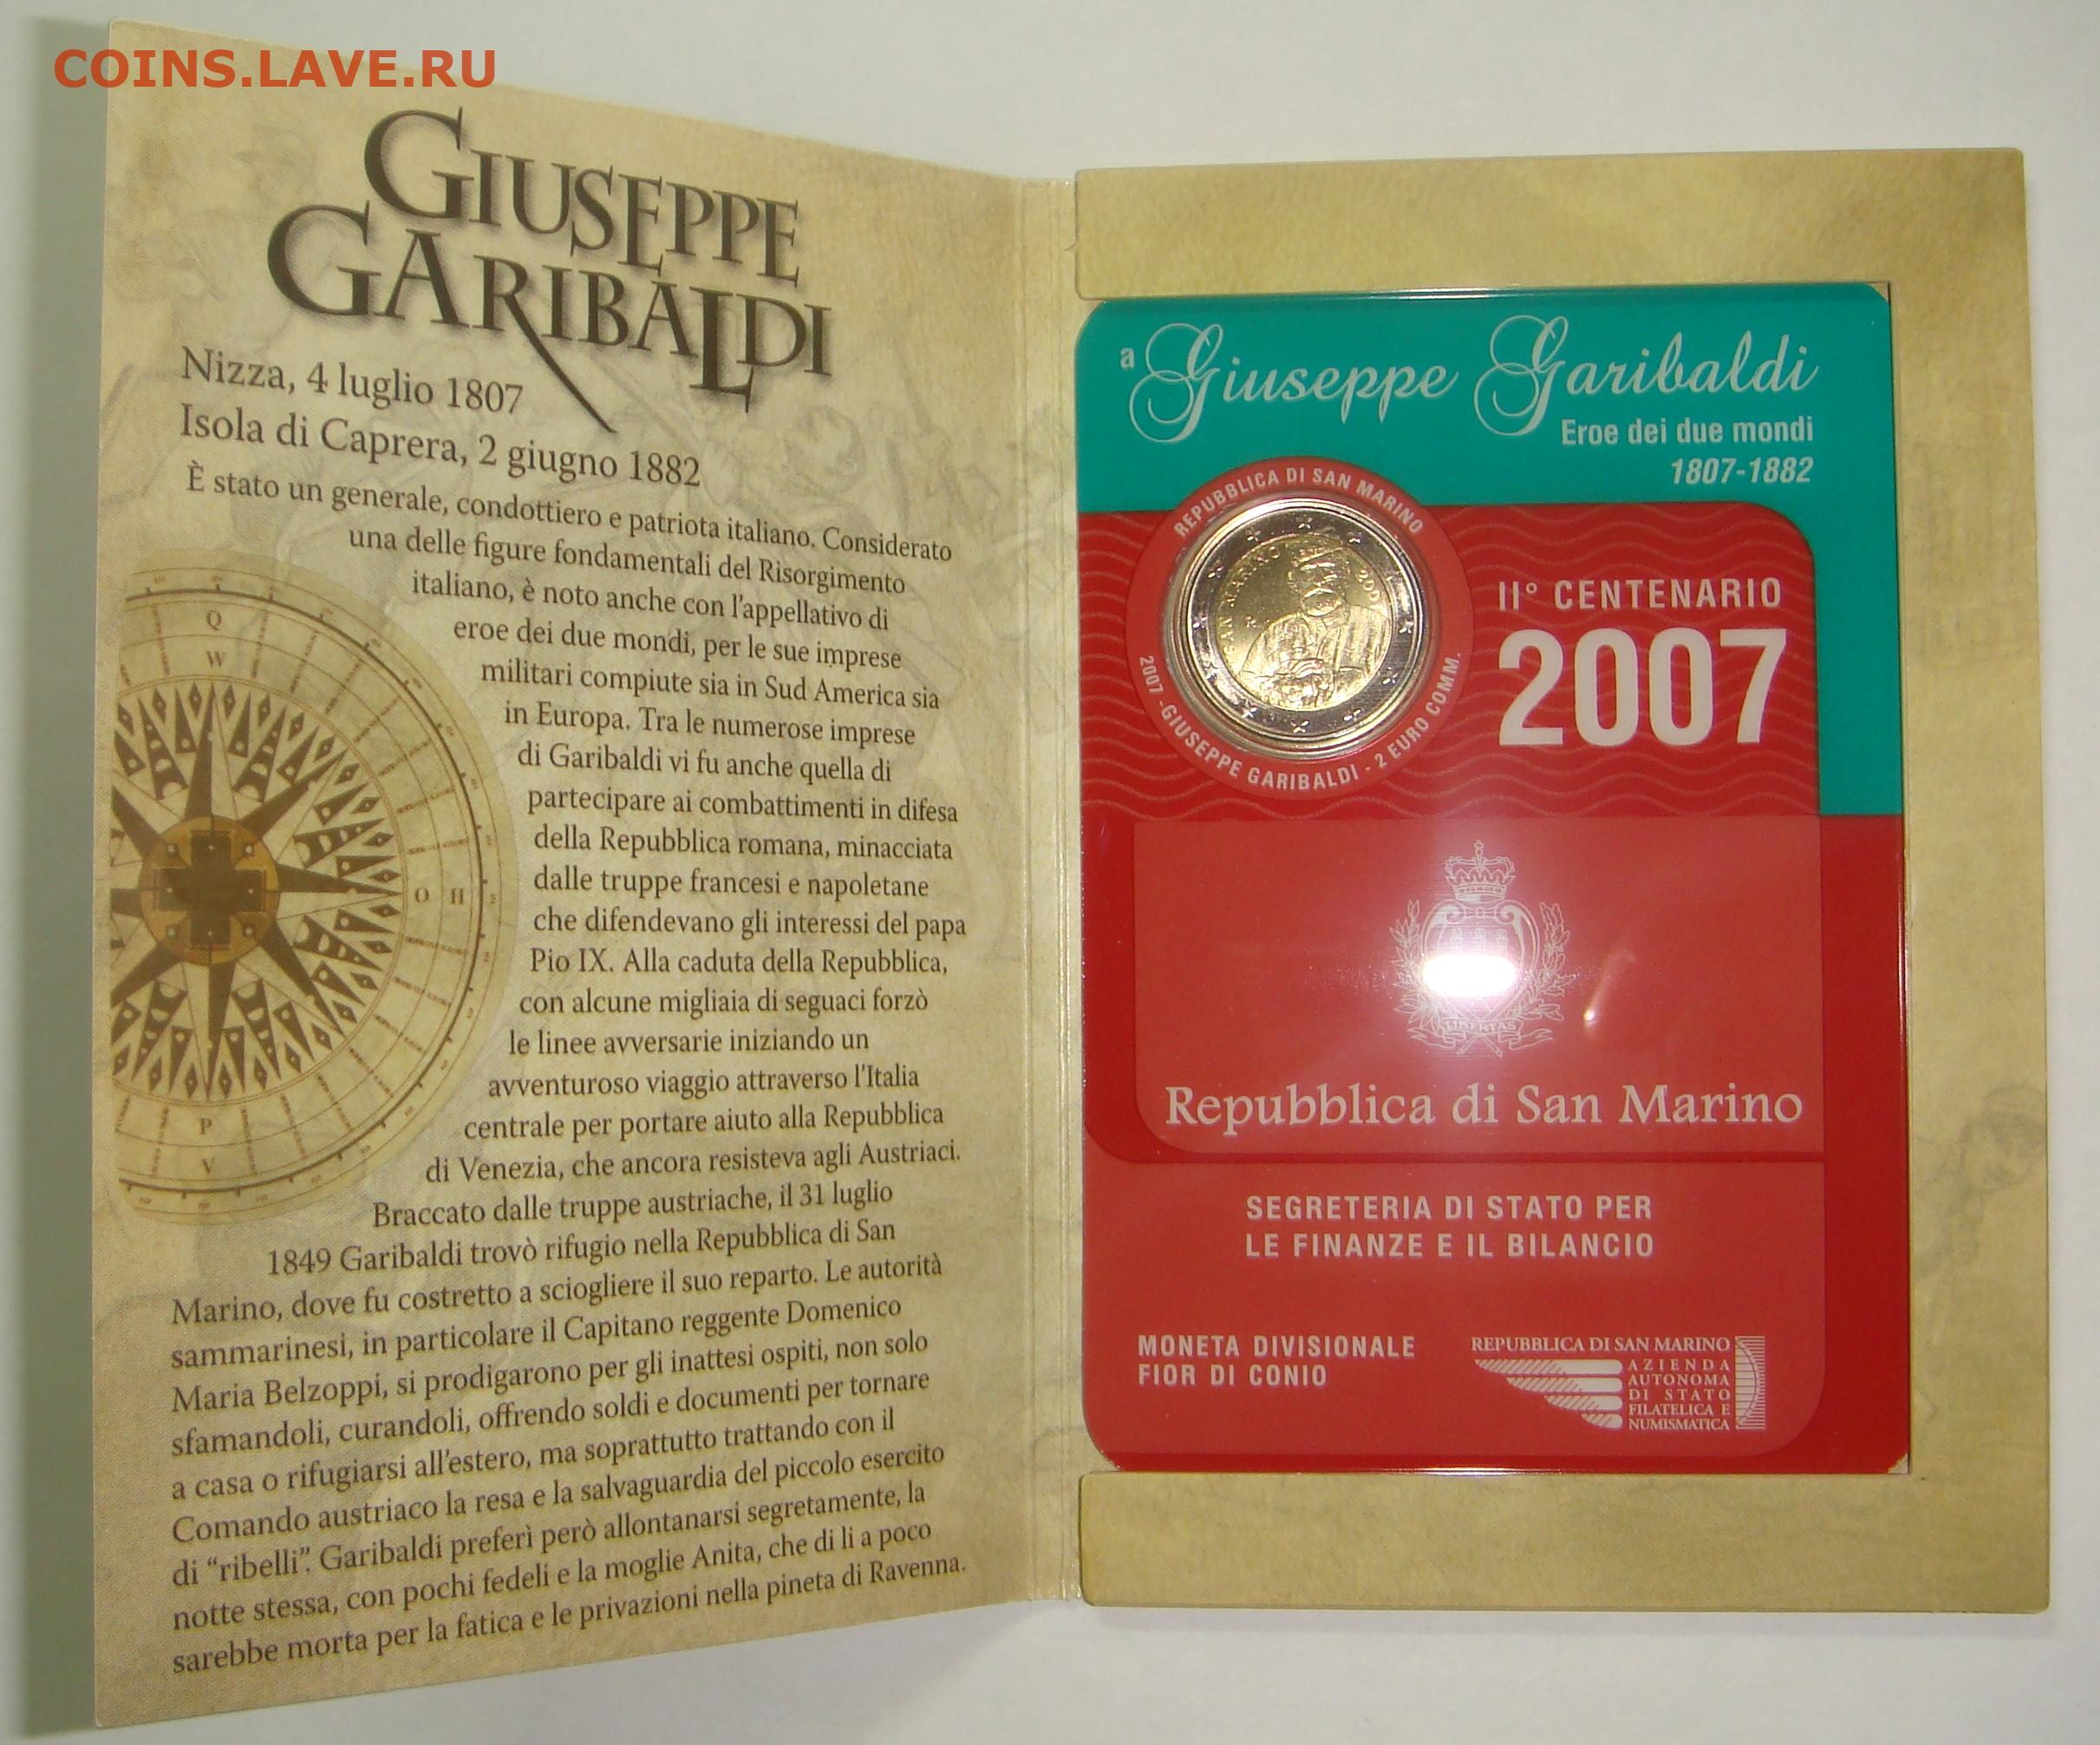 COINS.LAVE.RU
GIUSEPPE
GARIBALDI
Nizza, 4 luglio 1807
Isola di Caprera, 2 giugno 1882
È stato un generale, condottiero e patriota italiano. Considerato
una delle figure fondamentali del Risorgimento
italiano, è noto anche con l'appellativo di
eroe dei due mondi, per le sue imprese
militari compiute sia in Sud America sia
in Europa. Tra le numerose imprese
di Garibaldi vi fu anche quella di
partecipare ai combattimenti in difesa
della Repubblica romana, minacciata
dalle truppe francesi e napoletane
che difendevano gli interessi del papa
Pio IX. Alla caduta della Repubblica,
con alcune migliaia di seguaci forzò
le linee avversarie iniziando un
avventuroso viaggio attraverso l'Italia
centrale per portare aiuto alla Repubblica
di Venezia, che ancora resisteva agli Austriaci.
Braccato dalle truppe austriache, il 31 luglio
1849 Garibaldi trovò rifugio nella Repubblica di San
Marino, dove fu costretto a sciogliere il suo reparto. Le autorità
sammarinesi, in particolare il Capitano reggente Domenico
Maria Belzoppi, si prodigarono per gli inattesi ospiti, non solo
sfamandoli, curandoli, offrendo soldi e documenti per tornare
a casa o rifugiarsi all'estero, ma soprattutto trattando con il
Comando austriaco la resa e la salvaguardia del piccolo esercito
di “ribelli”. Garibaldi preferì però allontanarsi segretamente, la
notte stessa, con pochi fedeli e la moglie Anita, che di lì a poco
sarebbe morta per la fatica e le privazioni nella pineta di Ravenna.
Q
W
O H
P
V
a Giuseppe Garibaldi
Eroe dei due mondi
1807-1882
REPUBBLICA DI SAN MARINO
SAN MARINO
R
2007 - GIUSEPPE GARIBALDI - 2 EURO COMM.
II° CENTENARIO
2007
LIBERTAS
Repubblica di San Marino
SEGRETERIA DI STATO PER
LE FINANZE E IL BILANCIO
MONETA DIVISIONALE
FIOR DI CONIO
REPUBBLICA DI SAN MARINO
AZIENDA
AUTONOMA
DI STATO
FILATELICA E
NUMISMATICA